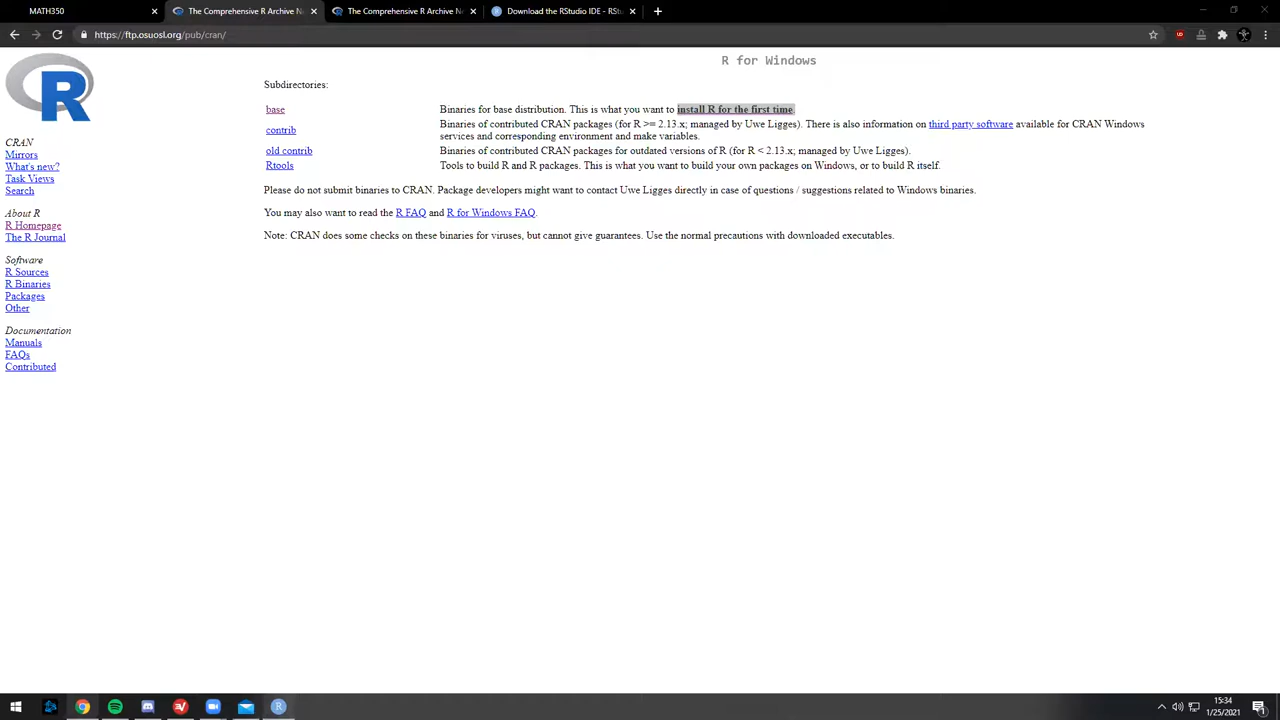 MATH350
The Comprehensive R Archive N
The Comprehensive R Archive Net
Download the RStudio IDE - RStu
https://ftp.osuosl.org/pub/cran/
R
CRAN
Mirrors
What's new?
Task Views
Search
About R
R Homepage
The R Journal
Software
R Sources
R Binaries
Packages
Other
Documentation
Manuals
FAQs
Contributed
R for Windows
Subdirectories:
base Binaries for base distribution. This is what you want to install R for the first time.
contrib Binaries of contributed CRAN packages (for R >= 2.13.x; managed by Uwe Ligges). There is also information on third party software available for CRAN Windows
services and corresponding environment and make variables.
old contrib Binaries of contributed CRAN packages for outdated versions of R (for R < 2.13.x; managed by Uwe Ligges).
Rtools Tools to build R and R packages. This is what you want to build your own packages on Windows, or to build R itself.
Please do not submit binaries to CRAN. Package developers might want to contact Uwe Ligges directly in case of questions / suggestions related to Windows binaries.
You may also want to read the R FAQ and R for Windows FAQ.
Note: CRAN does some checks on these binaries for viruses, but cannot give guarantees. Use the normal precautions with downloaded executables.
15:34
1/25/2021